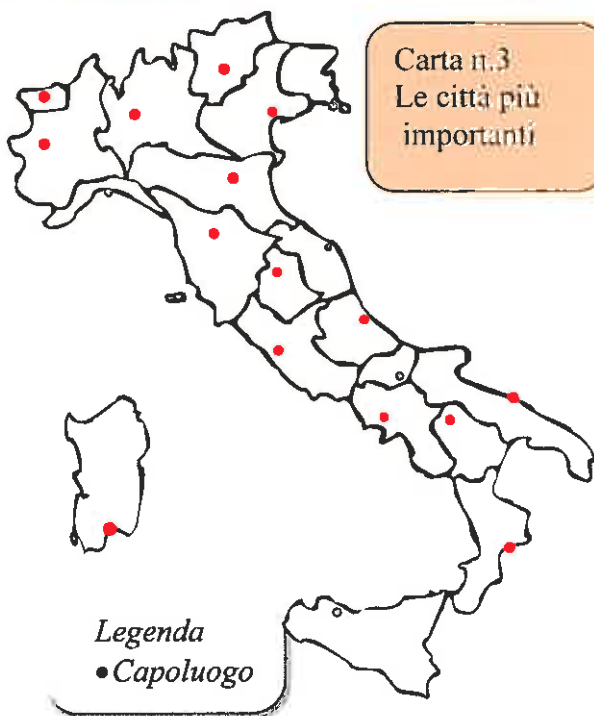 Carta n.3
Le città più
importanti
Legenda
•Capoluogo